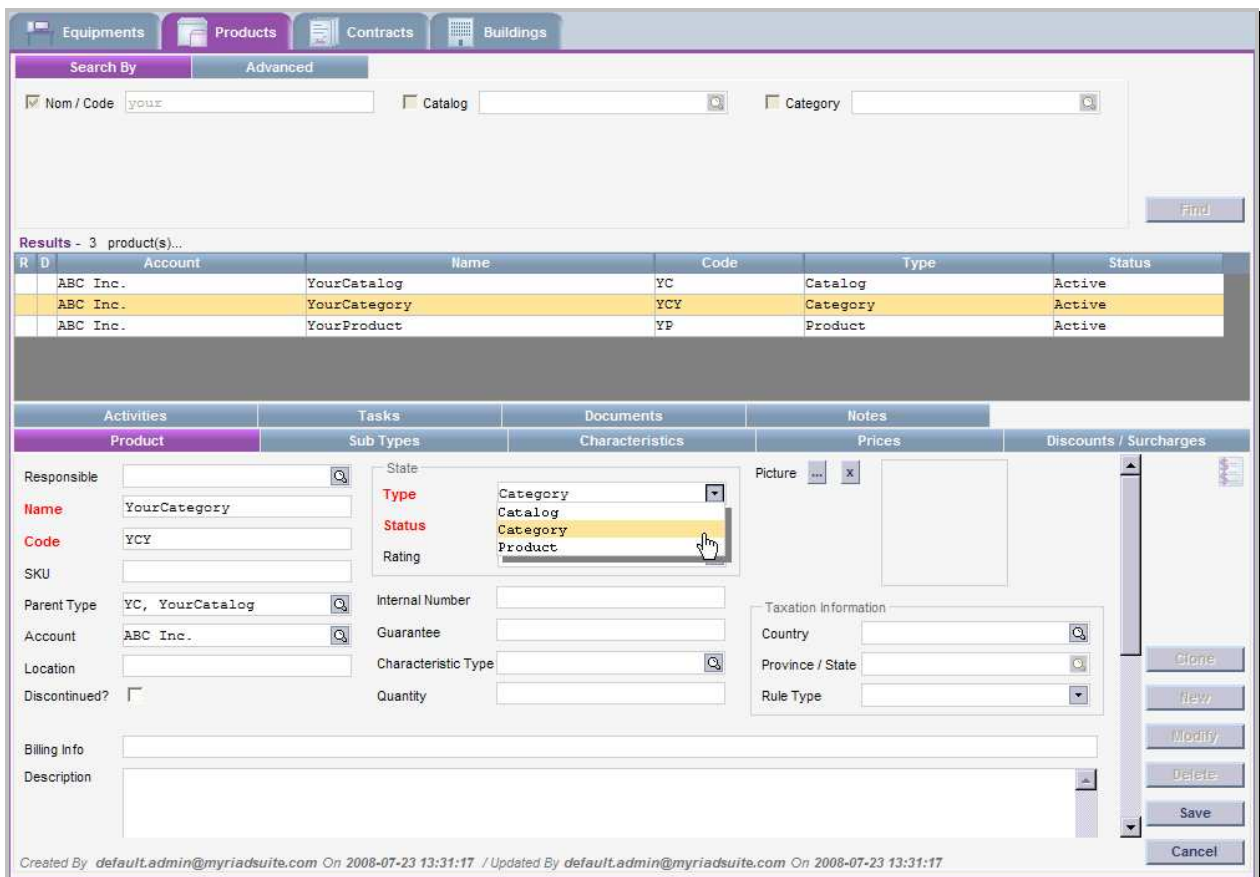 Equipments Products Contracts Buildings
Search By Advanced
Nom / Code your Catalog Category
Find
Results - 3 product(s)...
R D Account Name Code Type Status
ABC Inc. YourCatalog YC Catalog Active
ABC Inc. YourCategory YCY Category Active
ABC Inc. YourProduct YP Product Active
Activities Tasks Documents Notes
Product Sub Types Characteristics Prices Discounts / Surcharges
Responsible State Picture ... x
Name YourCategory Type Category
Catalog
Code YCY Status Category
Product
SKU Rating
Parent Type YC, YourCatalog Internal Number Taxation Information
Account ABC Inc. Guarantee Country
Location Characteristic Type Province / State Clone
Discontinued? Quantity Rule Type New
Billing Info Modify
Description Delete
Save
Cancel
Created By default.admin@myriadsuite.com On 2008-07-23 13:31:17 / Updated By default.admin@myriadsuite.com On 2008-07-23 13:31:17